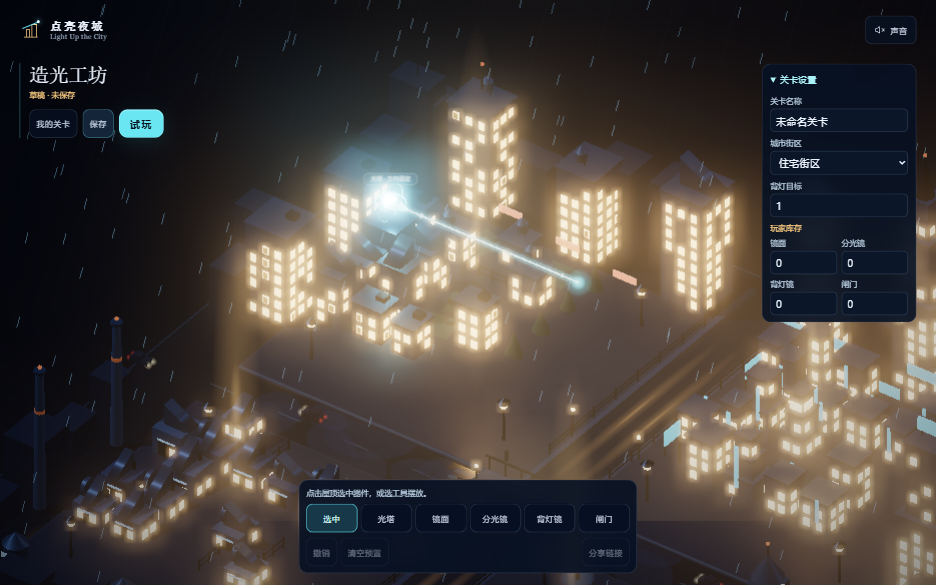 点亮夜城
Light Up the City
声音
造光工坊
草稿 · 未保存
我的关卡
保存
试玩
▼ 关卡设置
关卡名称
未命名关卡
城市街区
住宅街区
背灯目标
1
玩家库存
镜面
分光镜
0
0
背灯镜
闸门
0
0
点击屋顶选中器件，或选工具摆放。
选中
光塔
镜面
分光镜
背灯镜
闸门
撤销
清空预置
分享链接